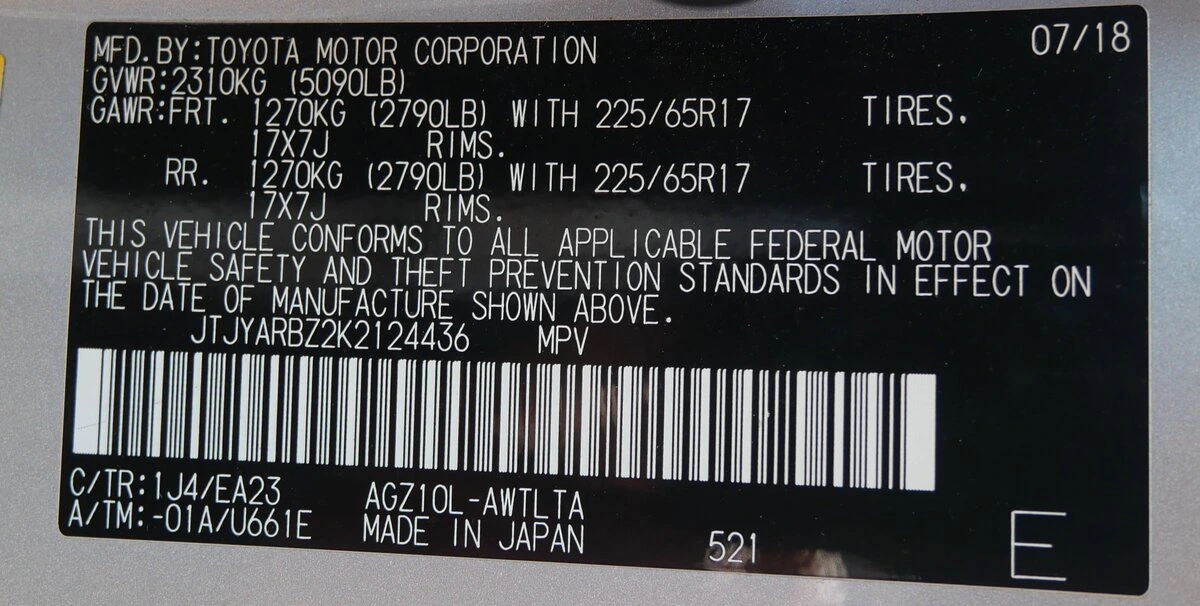 MFD.BY:TOYOTA MOTOR CORPORATION 07/18
GVWR:2310KG (5090LB)
GAWR:FRT. 1270KG (2790LB) WITH 225/65R17 TIRES.
17X7J RIMS.
RR. 1270KG (2790LB) WITH 225/65R17 TIRES.
17X7J RIMS.
THIS VEHICLE CONFORMS TO ALL APPLICABLE FEDERAL MOTOR
VEHICLE SAFETY AND THEFT PREVENTION STANDARDS IN EFFECT ON
THE DATE OF MANUFACTURE SHOWN ABOVE.
JTJYARBZ2K2124436 MPV
C/TR:1J4/EA23 AGZ10L-AWTLTA
A/TM:-01A/U661E MADE IN JAPAN 521 E